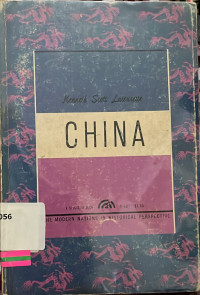 Kenneth Scott Latourette
CHINA
THE MODERN NATIONS IN HISTORICAL PERSPECTIVE
056